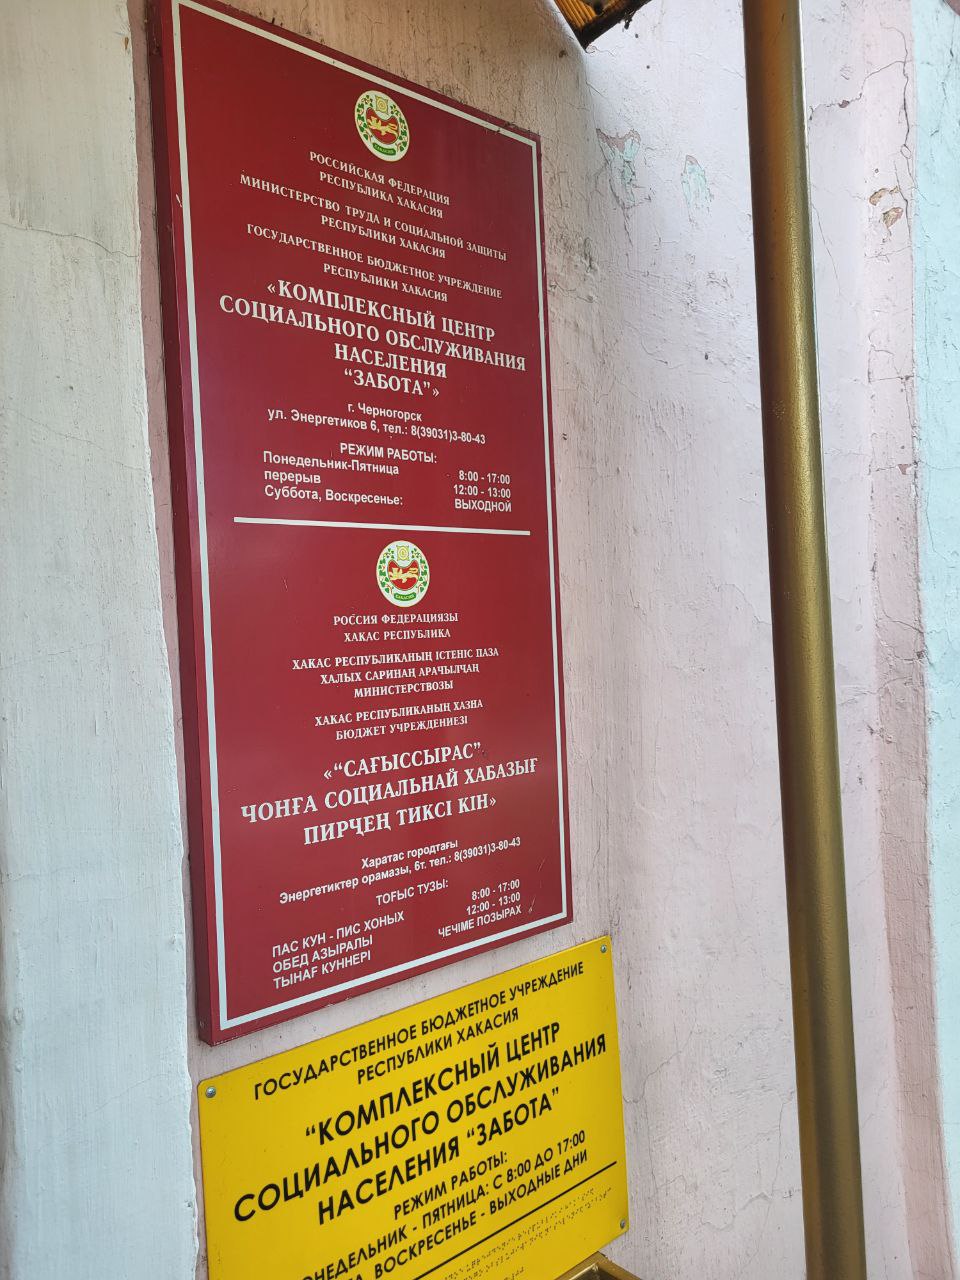 РОССИЙСКАЯ ФЕДЕРАЦИЯ
РЕСПУБЛИКА ХАКАСИЯ
МИНИСТЕРСТВО ТРУДА И СОЦИАЛЬНОЙ ЗАЩИТЫ
РЕСПУБЛИКИ ХАКАСИЯ
ГОСУДАРСТВЕННОЕ БЮДЖЕТНОЕ УЧРЕЖДЕНИЕ
РЕСПУБЛИКИ ХАКАСИЯ
«КОМПЛЕКСНЫЙ ЦЕНТР
СОЦИАЛЬНОГО ОБСЛУЖИВАНИЯ
НАСЕЛЕНИЯ
“ЗАБОТА”»
г. Черногорск
ул. Энергетиков 6, тел.: 8(39031)3-80-43
РЕЖИМ РАБОТЫ:
Понедельник-Пятница 8:00 - 17:00
перерыв 12:00 - 13:00
Суббота, Воскресенье: ВЫХОДНОЙ
ХАКАСИЯ
РОССИЯ ФЕДЕРАЦИЯЗЫ
ХАКАС РЕСПУБЛИКА
ХАКАС РЕСПУБЛИКАНЫҢ ІСТЕНІС ПАЗА
ХАЛЫХ САРИНАҢ АРАЧЫЛЧАҢ
МИНИСТЕРСТВОЗЫ
ХАКАС РЕСПУБЛИКАНЫҢ ХАЗНА
БЮДЖЕТ УЧРЕЖДЕНИЕЗІ
«“САҒЫССЫРАС”
ЧОНҒА СОЦИАЛЬНАЙ ХАБАЗЫҒ
ПИРҶЕҢ ТИКСІ КІН»
Харатас городтағы
Энергетиктер орамазы, 6т. тел.: 8(39031)3-80-43
ТОҒЫС ТУЗЫ:
ПАС КУН - ПИС ХОНЫХ 8:00 - 17:00
ОБЕД АЗЫРАЛЫ 12:00 - 13:00
ТЫНАҒ КУННЕРІ ЧЕЧІМЕ ПОЗЫРАХ
ГОСУДАРСТВЕННОЕ БЮДЖЕТНОЕ УЧРЕЖДЕНИЕ
РЕСПУБЛИКИ ХАКАСИЯ
“КОМПЛЕКСНЫЙ ЦЕНТР
СОЦИАЛЬНОГО ОБСЛУЖИВАНИЯ
НАСЕЛЕНИЯ “ЗАБОТА”
РЕЖИМ РАБОТЫ:
ОНЕДЕЛЬНИК - ПЯТНИЦА: С 8:00 ДО 17:00
ВОСКРЕСЕНЬЕ - ВЫХОДНЫЕ ДНИ